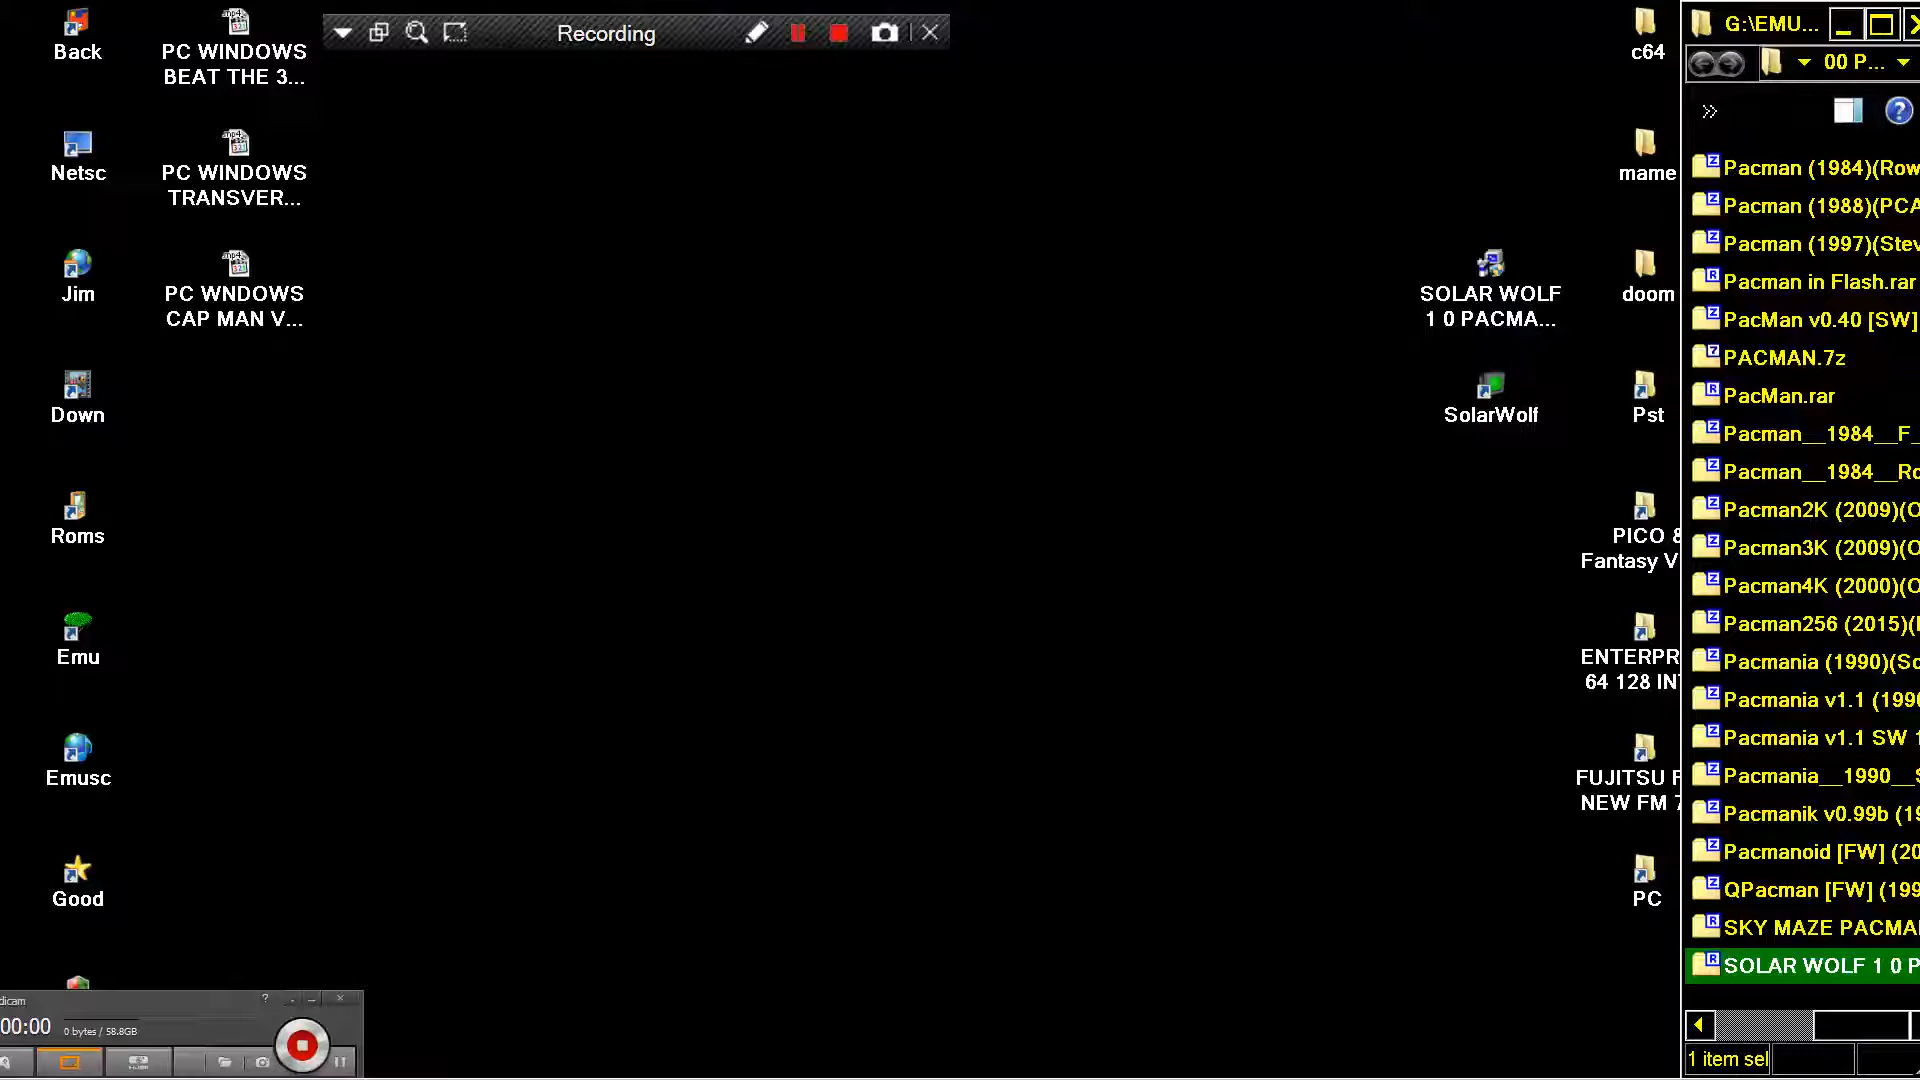 Back
PC WINDOWS
BEAT THE 3...
Recording
c64
G:\EMU...
00 P...
Netsc
PC WINDOWS
TRANSVER...
mame
Jim
PC WNDOWS
CAP MAN V...
SOLAR WOLF
1 0 PACMA...
doom
Down
SolarWolf
Pst
Roms
PICO &
Fantasy V
Emu
ENTERPR
64 128 IN
Emusc
FUJITSU F
NEW FM 7
Good
PC
»
Pacman (1984)(Row
Pacman (1988)(PCA
Pacman (1997)(Stev
Pacman in Flash.rar
PacMan v0.40 [SW]
PACMAN.7z
PacMan.rar
Pacman__1984__F_
Pacman__1984__Ro
Pacman2K (2009)(O
Pacman3K (2009)(O
Pacman4K (2000)(O
Pacman256 (2015)(
Pacmania (1990)(So
Pacmania v1.1 (1990
Pacmania v1.1 SW 1
Pacmania__1990__S
Pacmanik v0.99b (19
Pacmanoid [FW] (20
QPacman [FW] (199
SKY MAZE PACMA
SOLAR WOLF 1 0 P
1 item sel
dicam
00:00
0 bytes / 58.8GB